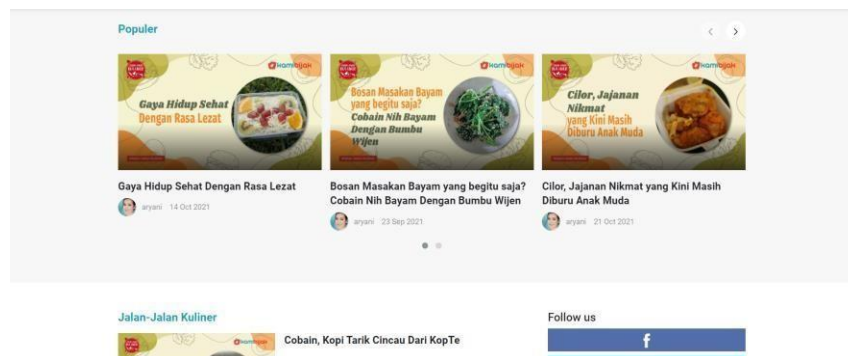 Populer
kamibijak
Gaya Hidup Sehat
Dengan Rasa Lezat
kamibijak
Bosan Masakan Bayam
yang begitu saja?
Cobain Nih Bayam
Dengan Bumbu
Wijen
kamibijak
Cilor, Jajanan
Nikmat
yang Kini Masih
Diburu Anak Muda
Gaya Hidup Sehat Dengan Rasa Lezat
aryani 14 Oct 2021
Bosan Masakan Bayam yang begitu saja?
Cobain Nih Bayam Dengan Bumbu Wijen
aryani 23 Sep 2021
Cilor, Jajanan Nikmat yang Kini Masih
Diburu Anak Muda
aryani 21 Oct 2021
Jalan-Jalan Kuliner
Cobain, Kopi Tarik Cincau Dari KopTe
Follow us
f